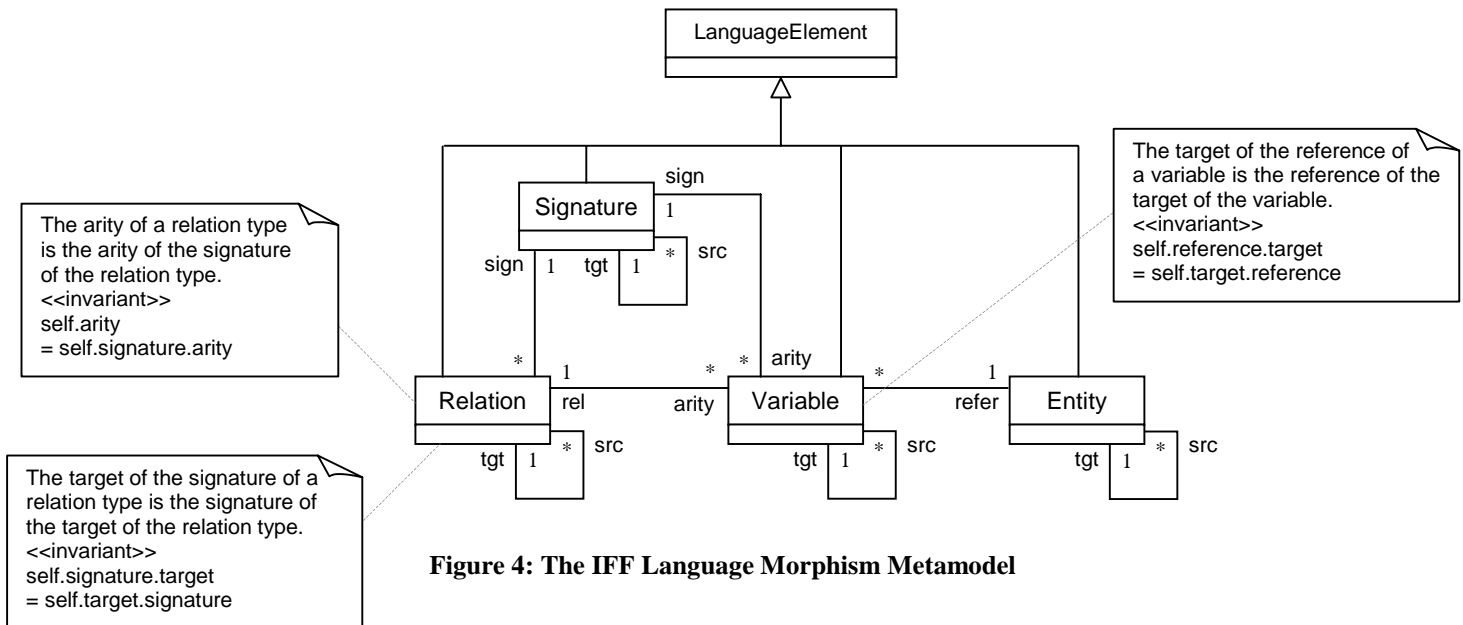 LanguageElement
The target of the reference of
a variable is the reference of the
target of the variable.
<<invariant>>
self.reference.target
= self.target.reference
sign
1
Signature
The arity of a relation type
is the arity of the signature
of the relation type.
<<invariant>>
self.arity
= self.signature.arity
sign 1 tgt 1 * src
* 1 * * arity * 1
Relation rel arity Variable refer Entity
tgt 1 * src tgt 1 * src tgt 1 * src
The target of the signature of a
relation type is the signature of
the target of the relation type.
<<invariant>>
self.signature.target
= self.target.signature
Figure 4: The IFF Language Morphism Metamodel